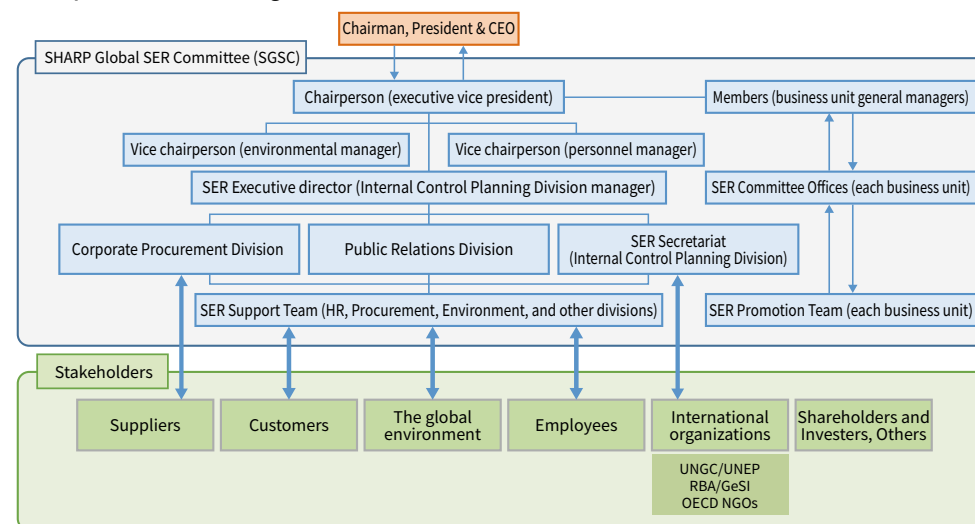 Chairman, President & CEO
SHARP Global SER Committee (SGSC)
Chairperson (executive vice president)
Members (business unit general managers)
Vice chairperson (environmental manager)
Vice chairperson (personnel manager)
SER Executive director (Internal Control Planning Division manager)
SER Committee Offices (each business unit)
Corporate Procurement Division
Public Relations Division
SER Secretariat
(Internal Control Planning Division)
SER Support Team (HR, Procurement, Environment, and other divisions)
SER Promotion Team (each business unit)
Stakeholders
Suppliers
Customers
The global
environment
Employees
International
organizations
Shareholders and
Investers, Others
UNGC/UNEP
RBA/GeSI
OECD NGOs